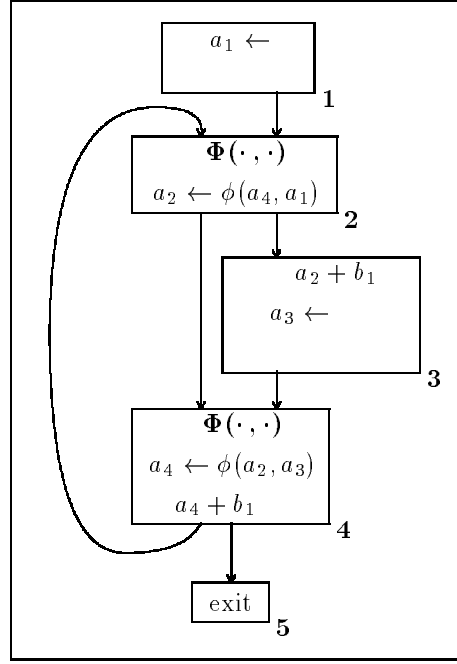 a₁ ←
1
Φ(·,·)
a₂ ← ϕ(a₄, a₁)
2
a₂ + b₁
a₃ ←
3
Φ(·,·)
a₄ ← ϕ(a₂, a₃)
a₄ + b₁
4
exit
5